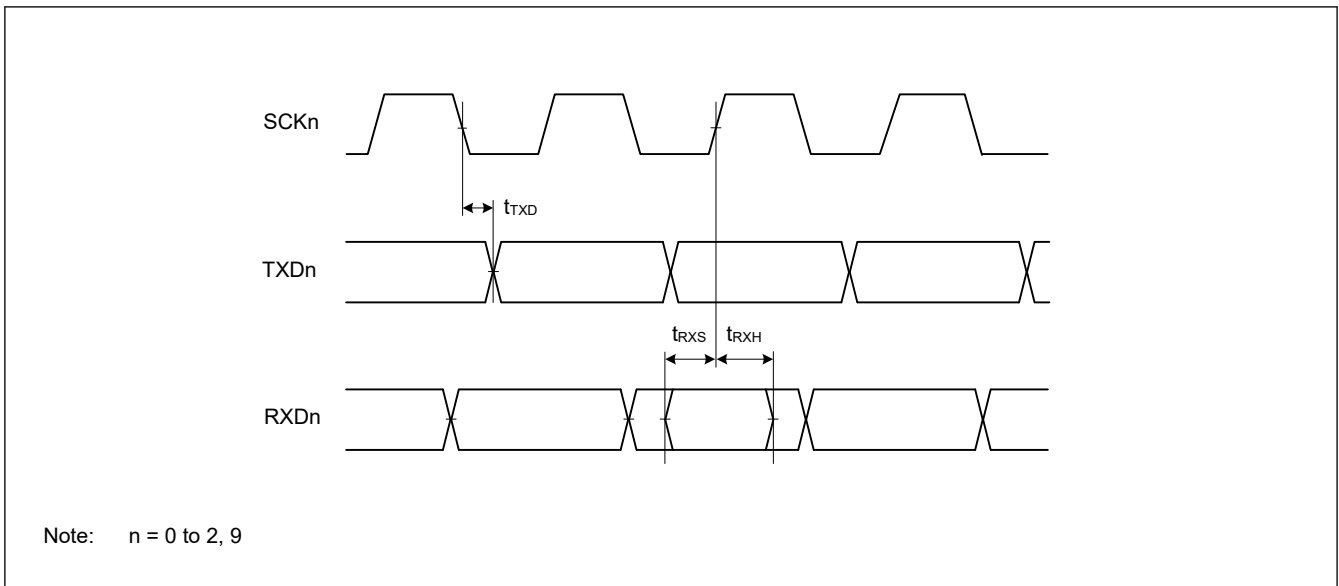 SCKn
tTXD
TXDn
tRXS tRXH
RXDn
Note: n = 0 to 2, 9